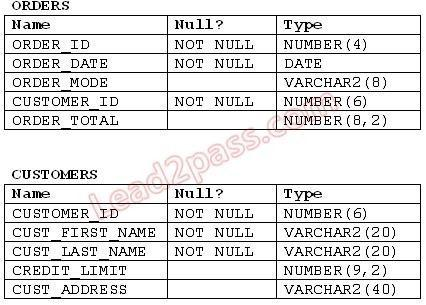 ORDERS
Name Null? Type
ORDER_ID NOT NULL NUMBER(4)
ORDER_DATE NOT NULL DATE
ORDER_MODE VARCHAR2(8)
CUSTOMER_ID NOT NULL NUMBER(6)
ORDER_TOTAL NUMBER(8,2)
CUSTOMERS
Name Null? Type
CUSTOMER_ID NOT NULL NUMBER(6)
CUST_FIRST_NAME NOT NULL VARCHAR2(20)
CUST_LAST_NAME NOT NULL VARCHAR2(20)
CREDIT_LIMIT NUMBER(9,2)
CUST_ADDRESS VARCHAR2(40)
Lead2pass.com